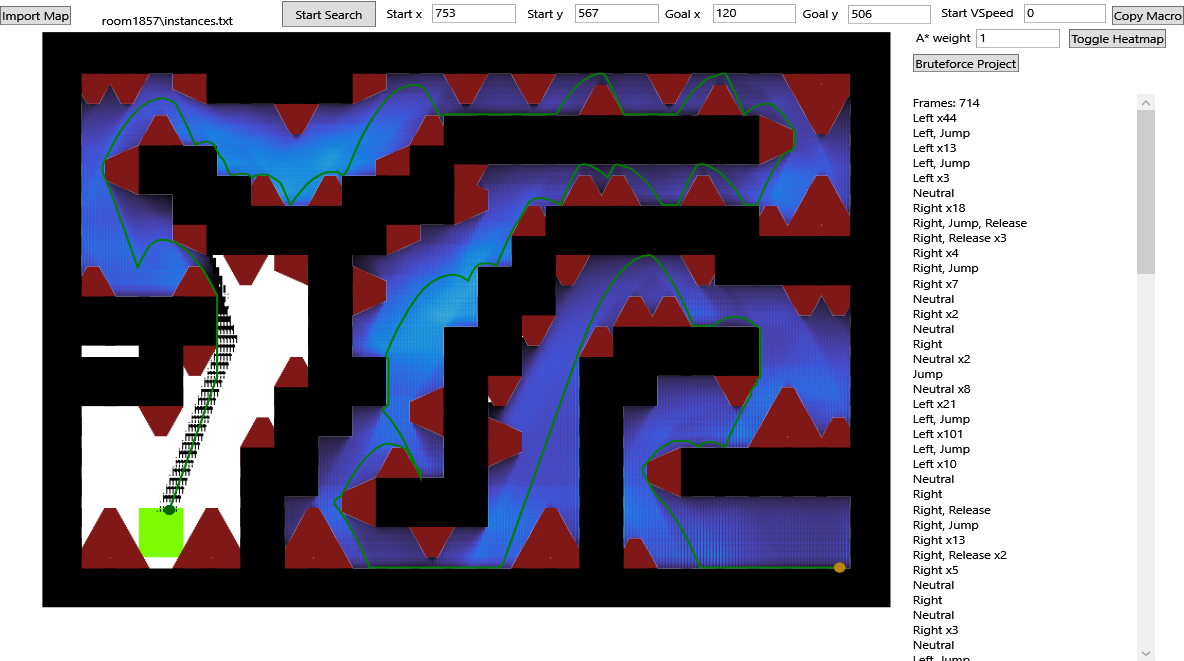 Import Map
room1857\instances.txt
Start Search
Start x 753
Start y 567
Goal x 120
Goal y 506
Start VSpeed 0
Copy Macro
A* weight 1
Toggle Heatmap
Bruteforce Project
Frames: 714
Left x44
Left, Jump
Left x13
Left, Jump
Left x3
Neutral
Right x18
Right, Jump, Release
Right, Release x3
Right x4
Right, Jump
Right x7
Neutral
Right x2
Neutral
Right
Neutral x2
Jump
Neutral x8
Left x21
Left, Jump
Left x101
Left, Jump
Left x10
Neutral
Right
Right, Release
Right, Jump
Right x13
Right, Release x2
Right x5
Neutral
Right
Neutral
Right x3
Neutral
Left, Jump